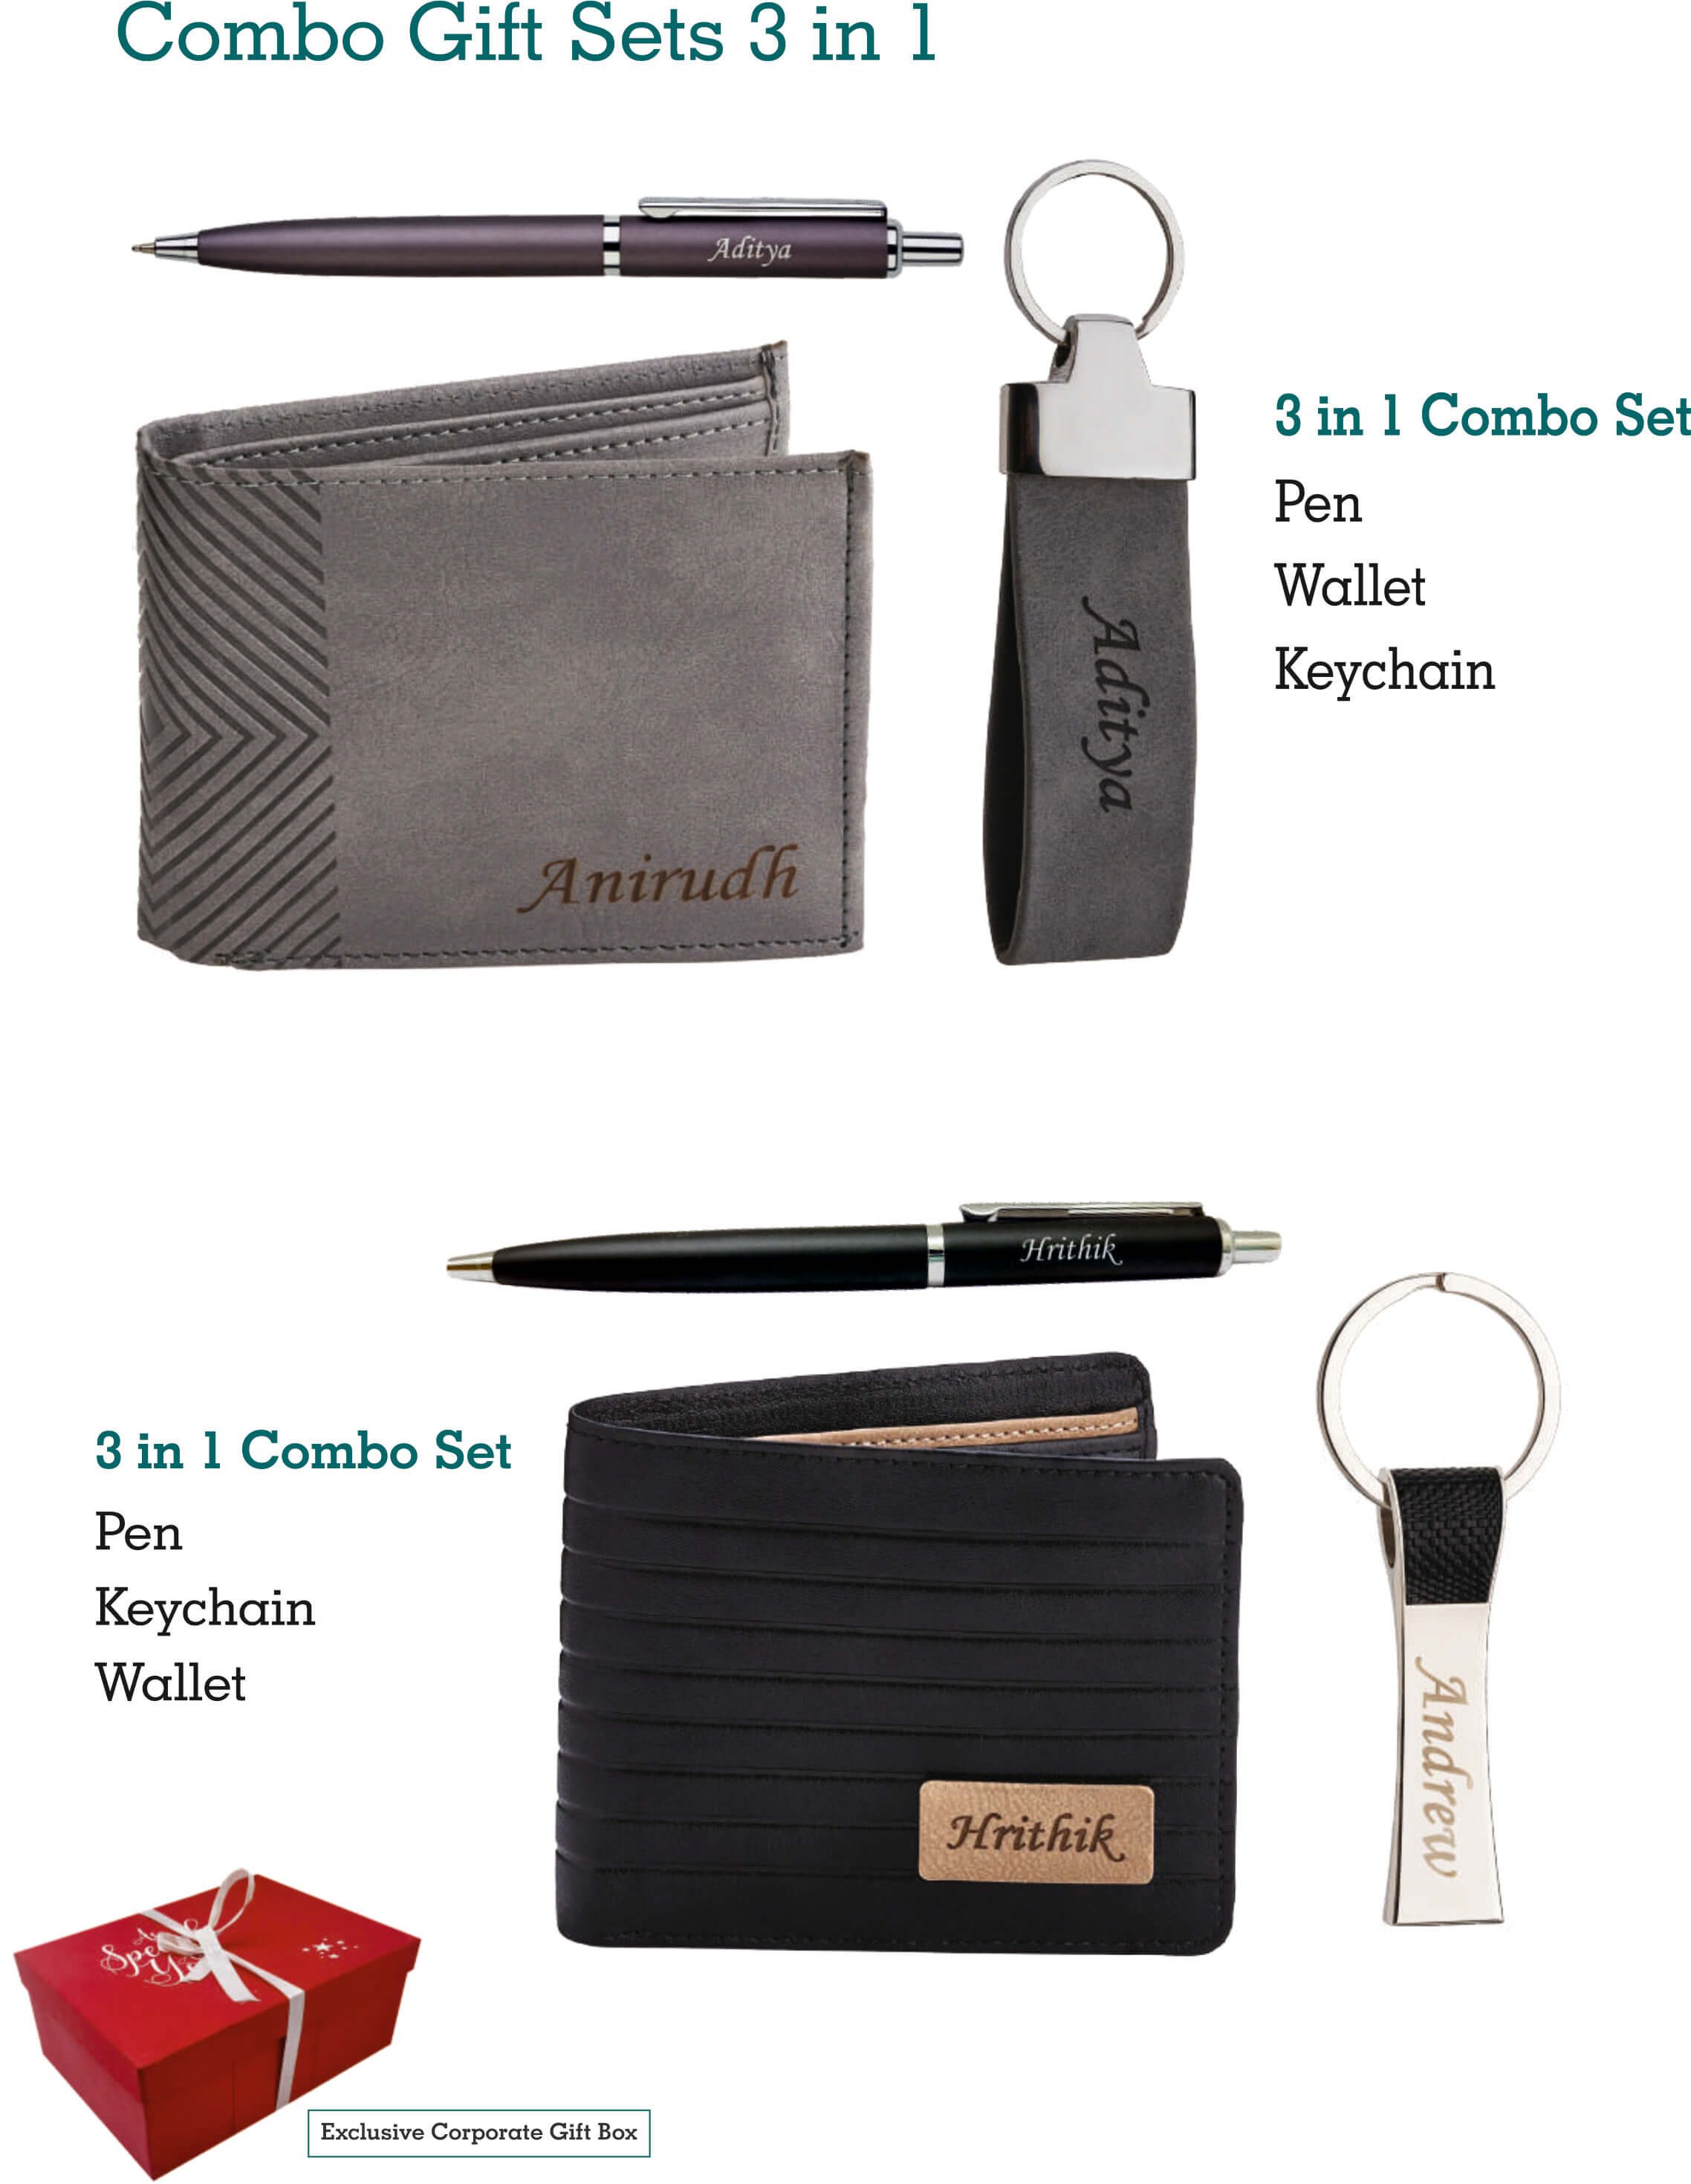 Combo Gift Sets 3 in 1
Aditya
3 in 1 Combo Set
Pen
Wallet
Keychain
Aditya
Anirudh
Hrithik
3 in 1 Combo Set
Pen
Keychain
Wallet
Hrithik
Andrew
Exclusive Corporate Gift Box